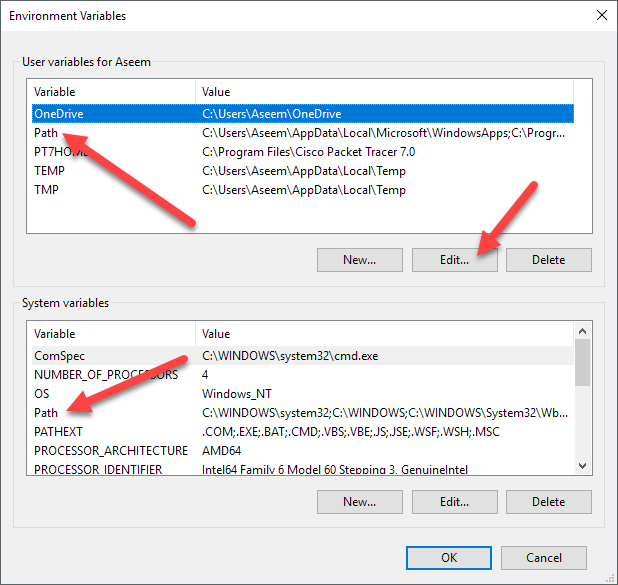 Environment Variables
User variables for Aseem
Variable Value
OneDrive C:\Users\Aseem\OneDrive
Path C:\Users\Aseem\AppData\Local\Microsoft\WindowsApps;C:\Progr...
PT7HOME C:\Program Files\Cisco Packet Tracer 7.0
TEMP C:\Users\Aseem\AppData\Local\Temp
TMP C:\Users\Aseem\AppData\Local\Temp
New... Edit... Delete
System variables
Variable Value
ComSpec C:\WINDOWS\system32\cmd.exe
NUMBER_OF_PROCESSORS 4
OS Windows_NT
Path C:\WINDOWS\system32;C:\WINDOWS;C:\WINDOWS\System32\Wb...
PATHEXT .COM;.EXE;.BAT;.CMD;.VBS;.VBE;.JS;.JSE;.WSF;.WSH;.MSC
PROCESSOR_ARCHITECTURE AMD64
PROCESSOR_IDENTIFIER Intel64 Family 6 Model 60 Stepping 3, GenuineIntel
New... Edit... Delete
OK Cancel